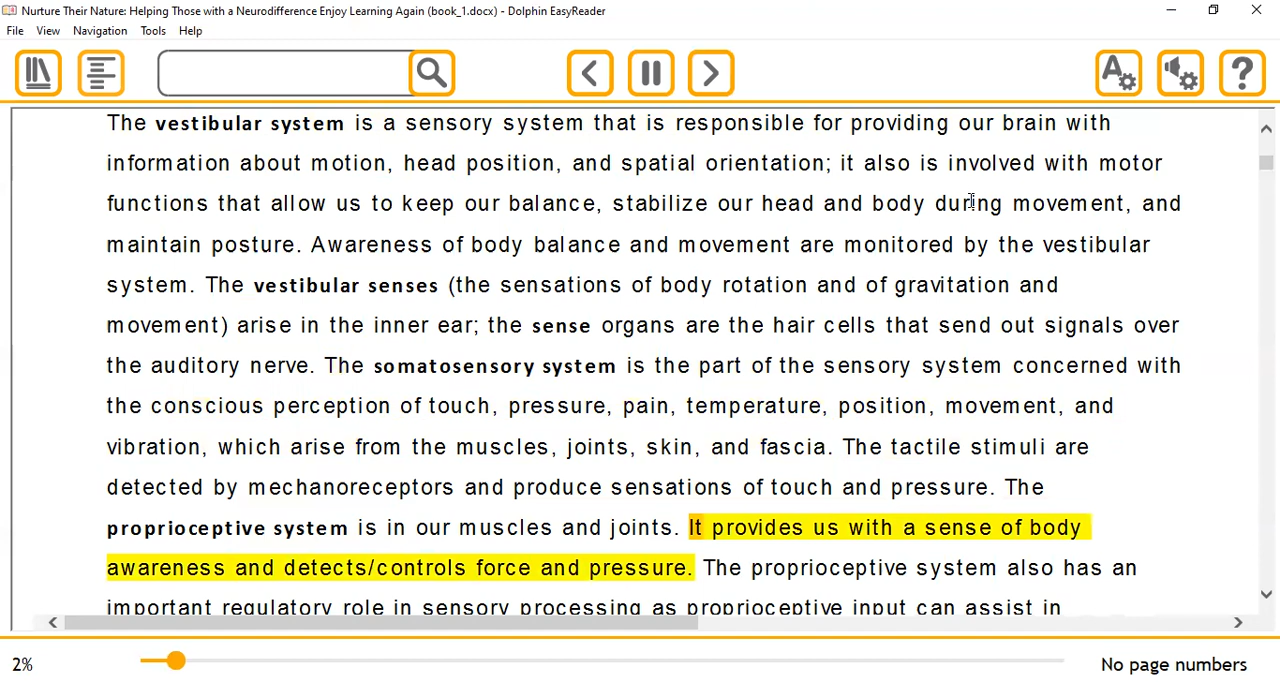 Nurture Their Nature: Helping Those with a Neurodifference Enjoy Learning Again (book_1.docx) - Dolphin EasyReader
File View Navigation Tools Help
The vestibular system is a sensory system that is responsible for providing our brain with
information about motion, head position, and spatial orientation; it also is involved with motor
functions that allow us to keep our balance, stabilize our head and body during movement, and
maintain posture. Awareness of body balance and movement are monitored by the vestibular
system. The vestibular senses (the sensations of body rotation and of gravitation and
movement) arise in the inner ear; the sense organs are the hair cells that send out signals over
the auditory nerve. The somatosensory system is the part of the sensory system concerned with
the conscious perception of touch, pressure, pain, temperature, position, movement, and
vibration, which arise from the muscles, joints, skin, and fascia. The tactile stimuli are
detected by mechanoreceptors and produce sensations of touch and pressure. The
proprioceptive system is in our muscles and joints. It provides us with a sense of body
awareness and detects/controls force and pressure. The proprioceptive system also has an
important regulatory role in sensory processing as proprioceptive input can assist in
2%
No page numbers